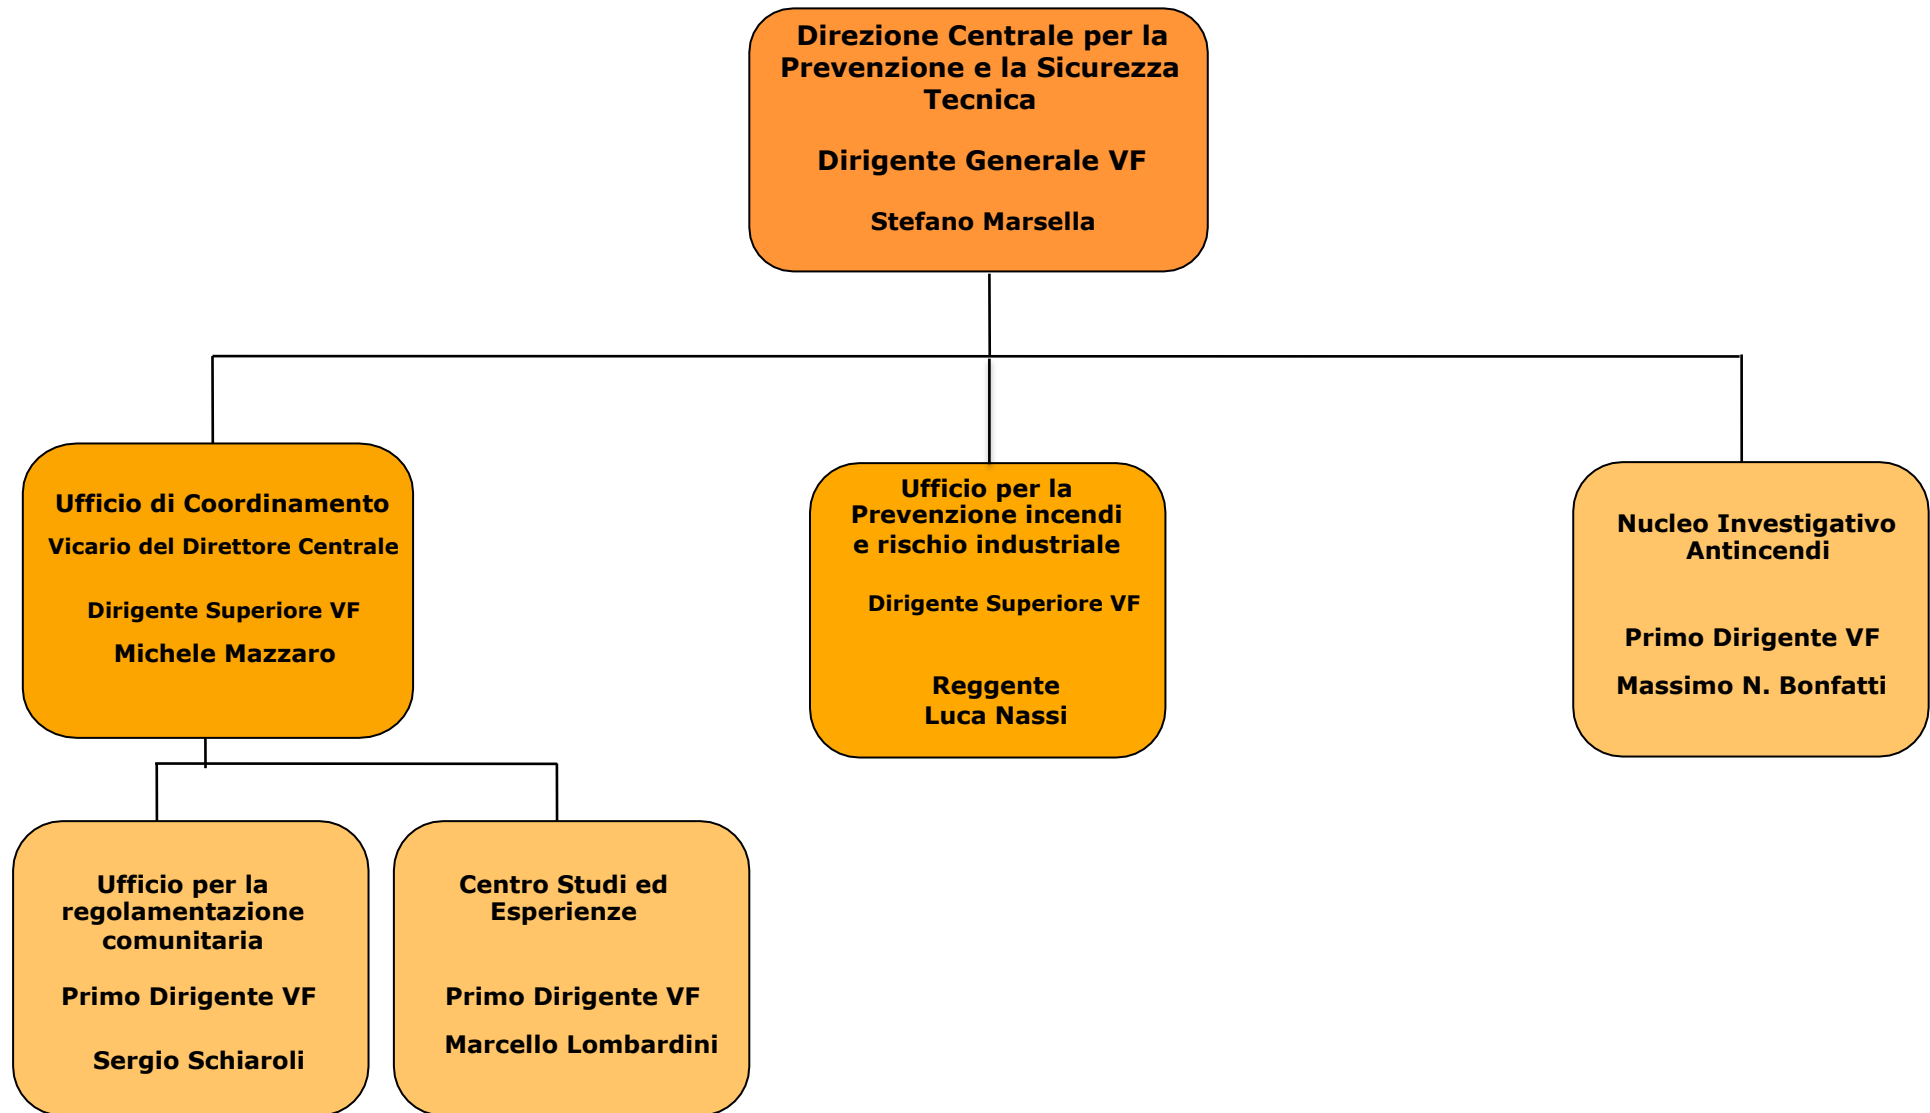 Direzione Centrale per la
Prevenzione e la Sicurezza
Tecnica
Dirigente Generale VF
Stefano Marsella
Ufficio di Coordinamento
Vicario del Direttore Centrale
Dirigente Superiore VF
Michele Mazzaro
Ufficio per la
Prevenzione incendi
e rischio industriale
Dirigente Superiore VF
Reggente
Luca Nassi
Nucleo Investigativo
Antincendi
Primo Dirigente VF
Massimo N. Bonfatti
Ufficio per la
regolamentazione
comunitaria
Primo Dirigente VF
Sergio Schiaroli
Centro Studi ed
Esperienze
Primo Dirigente VF
Marcello Lombardini